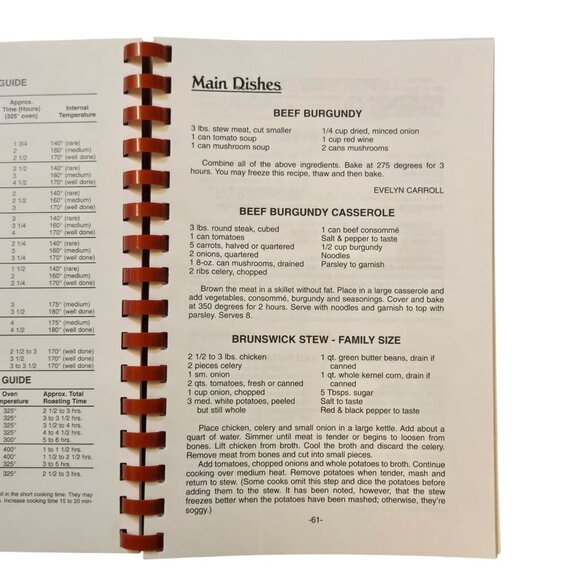 GUIDE
Approx.
Time (Hours) Internal
(325° oven) Temperature
1 3/4 140° (rare)
2 160° (medium)
2 1/2 170° (well done)
3 140° (rare)
3 160° (medium)
4 1/2 170° (well done)
2 140° (rare)
2 1/2 160° (medium)
3 170° (well done)
3 140° (rare)
3 1/4 160° (medium)
4 170° (well done)
2 1/4 140° (rare)
3 160° (medium)
3 1/4 170° (well done)
1 1/2 140° (rare)
2 160° (medium)
2 1/4 170° (well done)
3 175° (medium)
3 1/2 180° (well done)
4 175° (medium)
4 1/2 180° (well done)
2 1/2 to 3 170° (well done)
3 1/2 170° (well done)
3 170° (well done)
GUIDE
Oven Approx. Total
mperature Roasting Time
325° 2 1/2 to 3 hrs.
325° 3 to 3 1/2 hrs.
325° 3 1/2 to 4 hrs.
325° 4 to 4 1/2 hrs.
300° 5 to 6 hrs.
400° 1 to 1 1/2 hrs.
400° 1 1/2 to 2 hrs.
325° 3 to 5 hrs.
325° 2 1/2 to 3 hrs.
in the short cooking time. They may
Increase cooking time 15 to 20 min-
Main Dishes
BEEF BURGUNDY
3 lbs. stew meat, cut smaller 1/4 cup dried, minced onion
1 can tomato soup 1 cup red wine
1 can mushroom soup 2 cans mushrooms
Combine all of the above ingredients. Bake at 275 degrees for 3
hours. You may freeze this recipe, thaw and then bake.
EVELYN CARROLL
BEEF BURGUNDY CASSEROLE
3 lbs. round steak, cubed 1 can beef consommé
1 can tomatoes Salt & pepper to taste
5 carrots, halved or quartered 1/2 cup burgundy
2 onions, quartered Noodles
1 8-oz. can mushrooms, drained Parsley to garnish
2 ribs celery, chopped
Brown the meat in a skillet without fat. Place in a large casserole and
add vegetables, consommé, burgundy and seasonings. Cover and bake
at 350 degrees for 2 hours. Serve with noodles and garnish to top with
parsley. Serves 8.
BRUNSWICK STEW - FAMILY SIZE
2 1/2 to 3 lbs. chicken 1 qt. green butter beans, drain if
2 pieces celery canned
1 sm. onion 1 qt. whole kernel corn, drain if
2 qts. tomatoes, fresh or canned canned
1 cup onion, chopped 5 Tbsps. sugar
3 med. white potatoes, peeled Salt to taste
but still whole Red & black pepper to taste
Place chicken, celery and small onion in a large kettle. Add about a
quart of water. Simmer until meat is tender or begins to loosen from
bones. Lift chicken from broth. Cool broth and discard the celery.
Remove meat from bones and cut into small pieces.
Add tomatoes, chopped onions and whole potatoes to broth. Continue
cooking over medium heat. Remove potatoes when tender, mash and
return to stew. (Some cooks omit this step and dice the potatoes before
adding them to the stew. It has been noted, however, that the stew
freezes better when the potatoes have been mashed; otherwise, they're
soggy.)
-61-